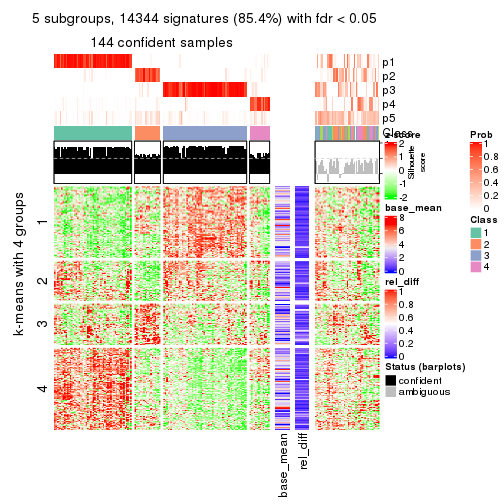 5 subgroups, 14344 signatures (85.4%) with fdr < 0.05
144 confident samples
p1
p2
p3
p4
p5
Class
z-score
2
1
0
-1
-2
Silhouette
score
Prob
1
0.8
0.6
0.4
0.2
0
base_mean
8
6
4
2
0
Class
1
2
3
4
rel_diff
1
0.8
0.6
0.4
0.2
0
Status (barplots)
confident
ambiguous
k-means with 4 groups
1
2
3
4
base_mean
rel_diff